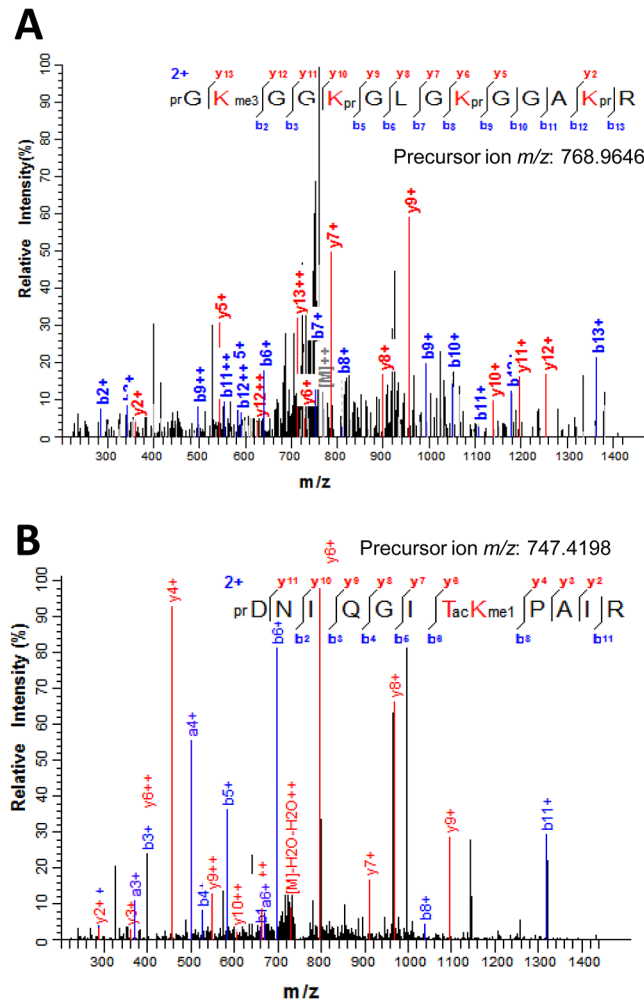 A
2+ y13 y12 y11 y10 y9 y8 y7 y6 y5 y2
prG K me3 G G K pr G L G K pr G G A K pr R
b2 b3 b5 b6 b7 b8 b9 b10 b11 b12 b13
Precursor ion m/z: 768.9646
Relative Intensity(%)
100
90
80
70
60
50
40
30
20
10
0
b2+ y2+ b9++ y5+ b11++ b12++ 5+ y12++ b6+ y13++ y6+ b7+ [M]++ y7+ b8+ y8+ y9+ b9+ b10+ b11+ y10+ y11+ y12+ b13+
300 400 500 600 700 800 900 1000 1100 1200 1300 1400
m/z
B
Precursor ion m/z: 747.4198
2+ y11 y10 y9 y8 y7 y6 y4 y3 y2
prD N I Q G I Tac K me1 P A I R
b2 b3 b4 b5 b6 b8 b11
Relative Intensity (%)
100
90
80
70
60
50
40
30
20
10
0
y2+ + y3+ a3+ b3+ y6++ y4+ a4+ b4+ y9++ b5+ y10++ a6+ ++ b6+ [M]-H2O-H2O++ y6+ y7+ y8+ b8+ y9+ b11+
300 400 500 600 700 800 900 1000 1100 1200 1300 1400
m/z